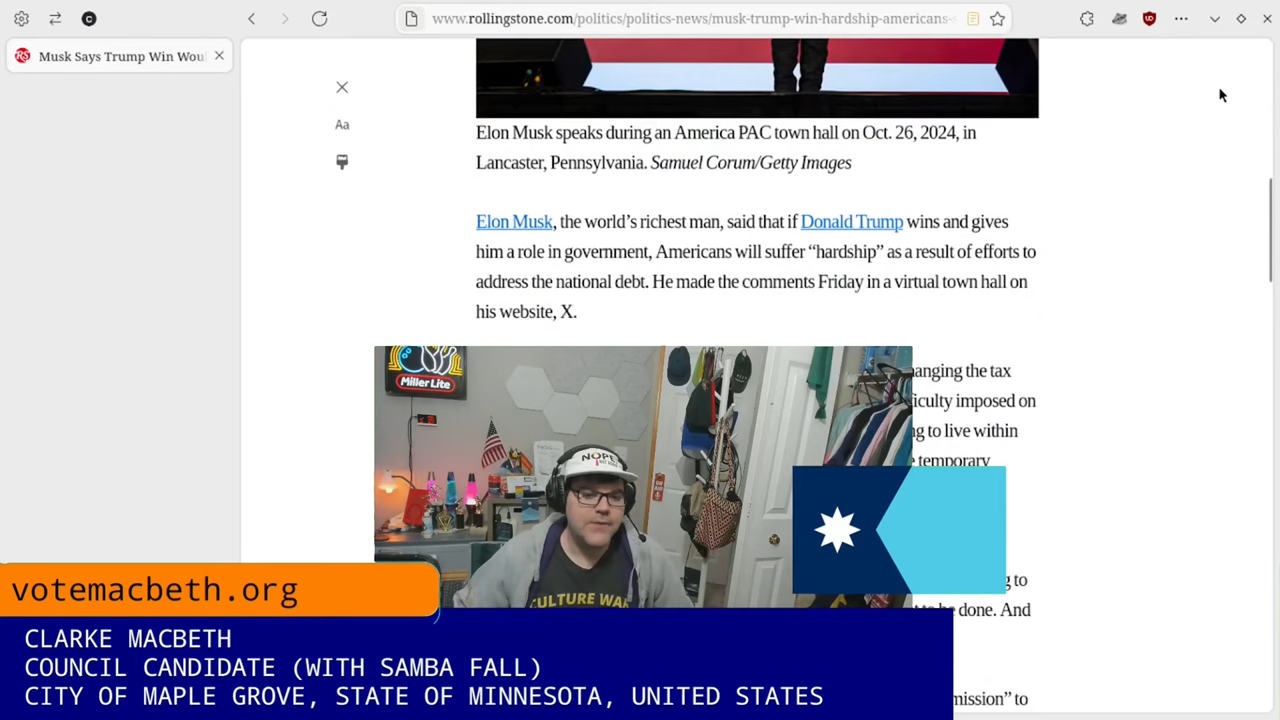 www.rollingstone.com/politics/politics-news/musk-trump-win-hardship-americans-
Musk Says Trump Win Wou
Aa
Elon Musk speaks during an America PAC town hall on Oct. 26, 2024, in
Lancaster, Pennsylvania. Samuel Corum/Getty Images
Elon Musk, the world’s richest man, said that if Donald Trump wins and gives
him a role in government, Americans will suffer “hardship” as a result of efforts to
address the national debt. He made the comments Friday in a virtual town hall on
his website, X.
hanging the tax
iculty imposed on
ng to live within
temporary
to
to be done. And
mission” to
Miller Lite
NOPE
CULTURE WAR
votemacbeth.org
CLARKE MACBETH
COUNCIL CANDIDATE (WITH SAMBA FALL)
CITY OF MAPLE GROVE, STATE OF MINNESOTA, UNITED STATES